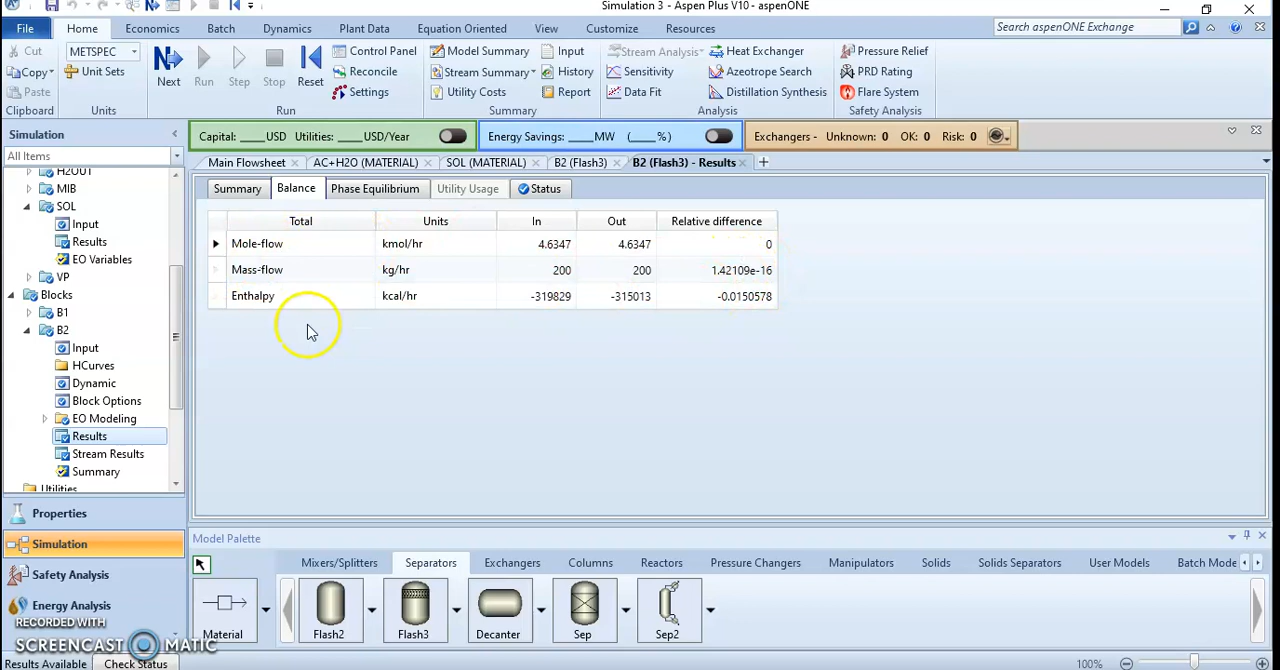 Simulation 3 - Aspen Plus V10 - aspenONE
File Home Economics Batch Dynamics Plant Data Equation Oriented View Customize Resources Search aspenONE Exchange
Cut METSPEC Control Panel Model Summary Input Stream Analysis Heat Exchanger Pressure Relief
Copy Unit Sets Next Run Step Stop Reset Reconcile Stream Summary History Sensitivity Azeotrope Search PRD Rating
Paste Settings Utility Costs Report Data Fit Distillation Synthesis Flare System
Clipboard Units Run Summary Analysis Safety Analysis
Simulation Capital: ____USD Utilities: ____USD/Year Energy Savings: ____MW (____%) Exchangers - Unknown: 0 OK: 0 Risk: 0
All Items Main Flowsheet AC+H2O (MATERIAL) SOL (MATERIAL) B2 (Flash3) B2 (Flash3) - Results
H2OUT
MIB
SOL
Input
Results
EO Variables
VP
Blocks
B1
B2
Input
HCurves
Dynamic
Block Options
EO Modeling
Results
Stream Results
Summary
Utilities
Summary Balance Phase Equilibrium Utility Usage Status
Total Units In Out Relative difference
Mole-flow kmol/hr 4.6347 4.6347 0
Mass-flow kg/hr 200 200 1.42109e-16
Enthalpy kcal/hr -319829 -315013 -0.0150578
Properties
Simulation
Safety Analysis
Energy Analysis
RECORDED WITH
SCREENCAST MATIC
Model Palette
Mixers/Splitters Separators Exchangers Columns Reactors Pressure Changers Manipulators Solids Solids Separators User Models Batch Mode
Material Flash2 Flash3 Decanter Sep Sep2
Results Available Check Status 100%